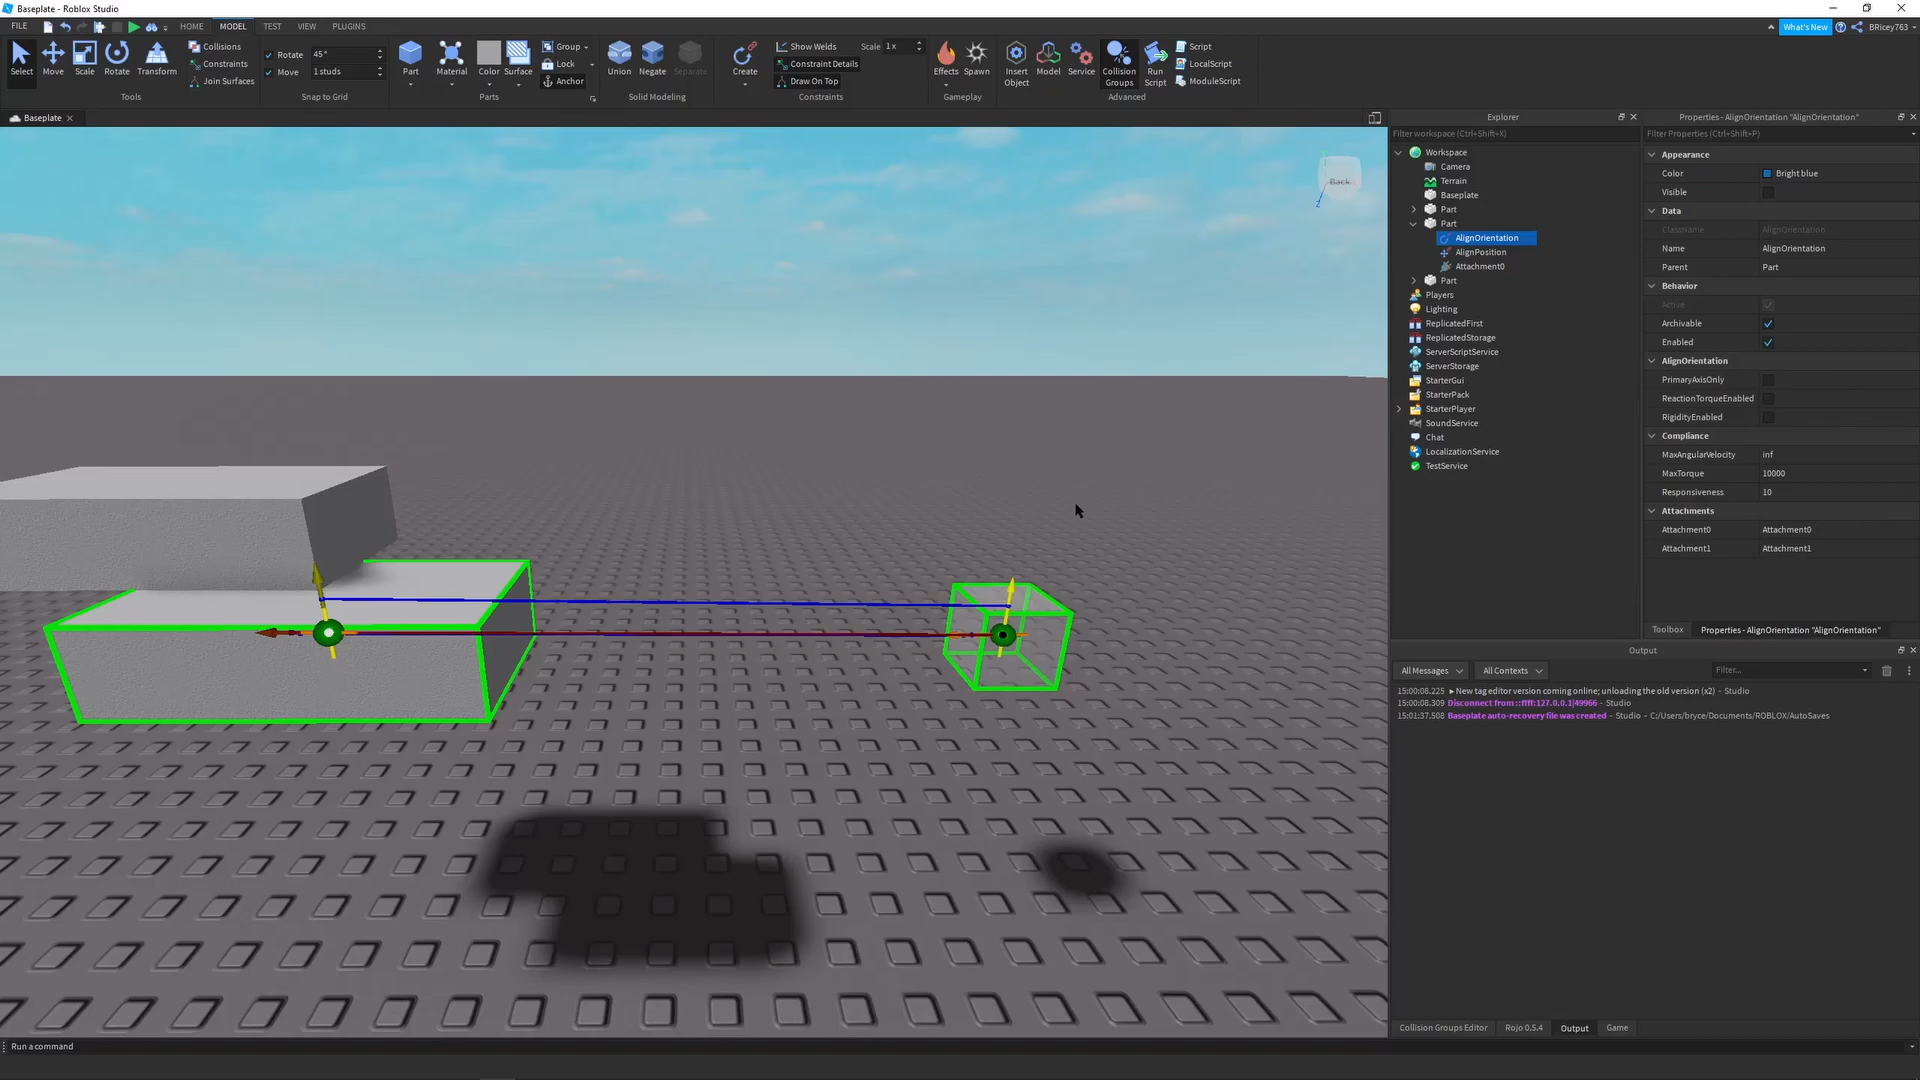 Baseplate - Roblox Studio
FILE HOME MODEL TEST VIEW PLUGINS What's New BRicey763
Select Move Scale Rotate Transform
Collisions
Constraints
Join Surfaces
Tools
Rotate 45°
Move 1 studs
Snap to Grid
Part Material Color Surface
Group
Lock
Anchor
Parts
Union Negate Separate
Solid Modeling
Create
Show Welds Scale 1 x
Constraint Details
Draw On Top
Constraints
Effects Spawn
Gameplay
Insert Object Model Service Collision Groups Run Script
Script
LocalScript
ModuleScript
Advanced
Baseplate
Back
Z
Explorer
Filter workspace (Ctrl+Shift+X)
Workspace
Camera
Terrain
Baseplate
Part
Part
AlignOrientation
AlignPosition
Attachment0
Part
Players
Lighting
ReplicatedFirst
ReplicatedStorage
ServerScriptService
ServerStorage
StarterGui
StarterPack
StarterPlayer
SoundService
Chat
LocalizationService
TestService
Properties - AlignOrientation "AlignOrientation"
Filter Properties (Ctrl+Shift+P)
Appearance
Color Bright blue
Visible
Data
ClassName AlignOrientation
Name AlignOrientation
Parent Part
Behavior
Active
Archivable
Enabled
AlignOrientation
PrimaryAxisOnly
ReactionTorqueEnabled
RigidityEnabled
Compliance
MaxAngularVelocity inf
MaxTorque 10000
Responsiveness 10
Attachments
Attachment0 Attachment0
Attachment1 Attachment1
Toolbox Properties - AlignOrientation "AlignOrientation"
Output
All Messages All Contexts Filter...
15:00:08.225 New tag editor version coming online; unloading the old version (x2) - Studio
15:00:08.309 Disconnect from ::ffff:127.0.0.1|49966 - Studio
15:01:37.508 Baseplate auto-recovery file was created - Studio - C:/Users/bryce/Documents/ROBLOX/AutoSaves
Collision Groups Editor Rojo 0.5.4 Output Game
Run a command